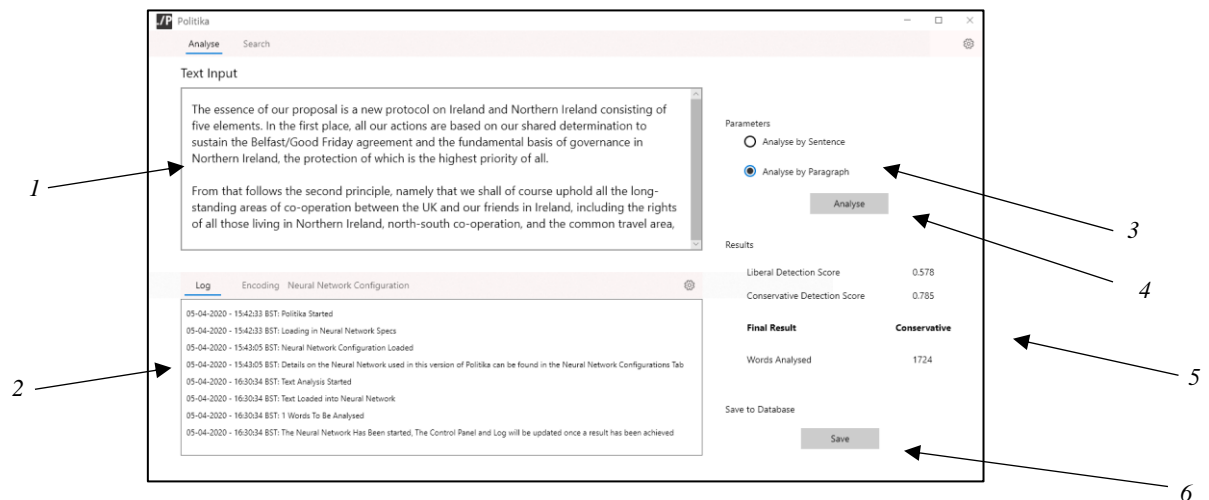 ./P Politika
Analyse Search
Text Input
The essence of our proposal is a new protocol on Ireland and Northern Ireland consisting of
five elements. In the first place, all our actions are based on our shared determination to
sustain the Belfast/Good Friday agreement and the fundamental basis of governance in
Northern Ireland, the protection of which is the highest priority of all.
From that follows the second principle, namely that we shall of course uphold all the long-
standing areas of co-operation between the UK and our friends in Ireland, including the rights
of all those living in Northern Ireland, north-south co-operation, and the common travel area,
1
Log Encoding Neural Network Configuration
05-04-2020 - 15:42:33 BST: Politika Started
05-04-2020 - 15:42:33 BST: Loading in Neural Network Specs
05-04-2020 - 15:43:05 BST: Neural Network Configuration Loaded
05-04-2020 - 15:43:05 BST: Details on the Neural Network used in this version of Politika can be found in the Neural Network Configurations Tab
05-04-2020 - 16:30:34 BST: Text Analysis Started
05-04-2020 - 16:30:34 BST: Text Loaded into Neural Network
05-04-2020 - 16:30:34 BST: 1 Words To Be Analysed
05-04-2020 - 16:30:34 BST: The Neural Network Has Been started, The Control Panel and Log will be updated once a result has been achieved
2
Parameters
Analyse by Sentence
Analyse by Paragraph
Analyse
3
4
Results
Liberal Detection Score 0.578
Conservative Detection Score 0.785
Final Result Conservative
Words Analysed 1724
5
Save to Database
Save
6